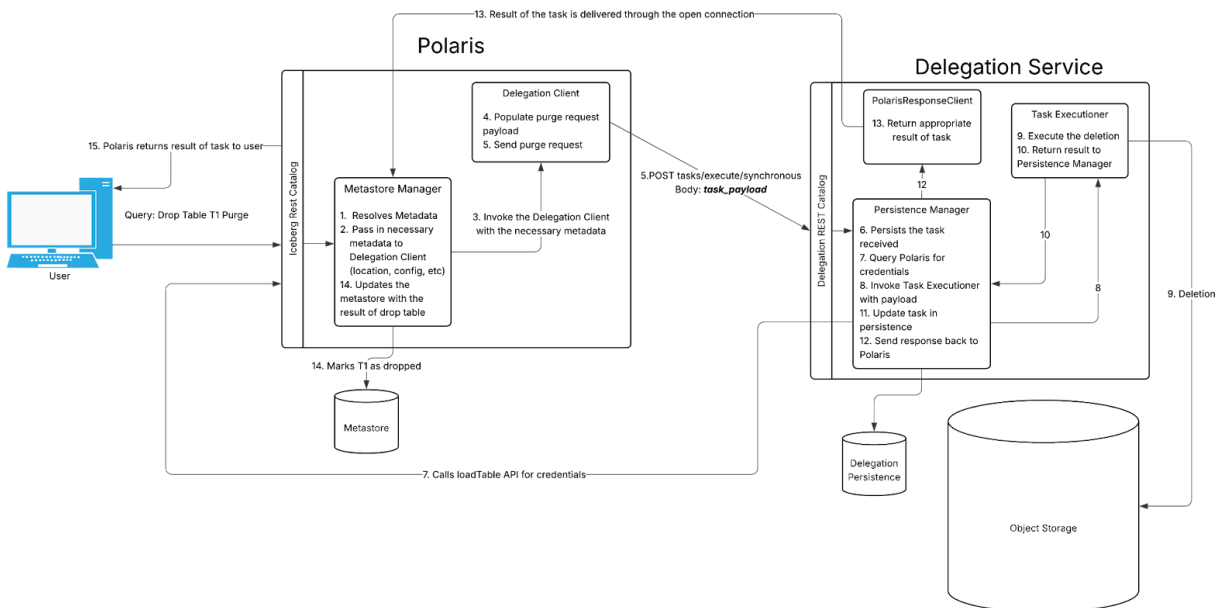 13. Result of the task is delivered through the open connection
Polaris
Delegation Service
Iceberg Rest Catalog
Delegation Client
4. Populate purge request
payload
5. Send purge request
Metastore Manager
1. Resolves Metadata
2. Pass in necessary
metadata to
Delegation Client
(location, config, etc)
14. Updates the
metastore with the
result of drop table
3. Invoke the Delegation Client
with the necessary metadata
15. Polaris returns result of task to user
Query: Drop Table T1 Purge
User
14. Marks T1 as dropped
Metastore
5.POST tasks/execute/synchronous
Body: task_payload
Delegation REST Catalog
PolarisResponseClient
13. Return appropriate
result of task
Task Executioner
9. Execute the deletion
10. Return result to
Persistence Manager
12
Persistence Manager
6. Persists the task
received
7. Query Polaris for
credentials
8. Invoke Task Executioner
with payload
11. Update task in
persistence
12. Send response back to
Polaris
10
8
9. Deletion
7. Calls loadTable API for credentials
Delegation
Persistence
Object Storage